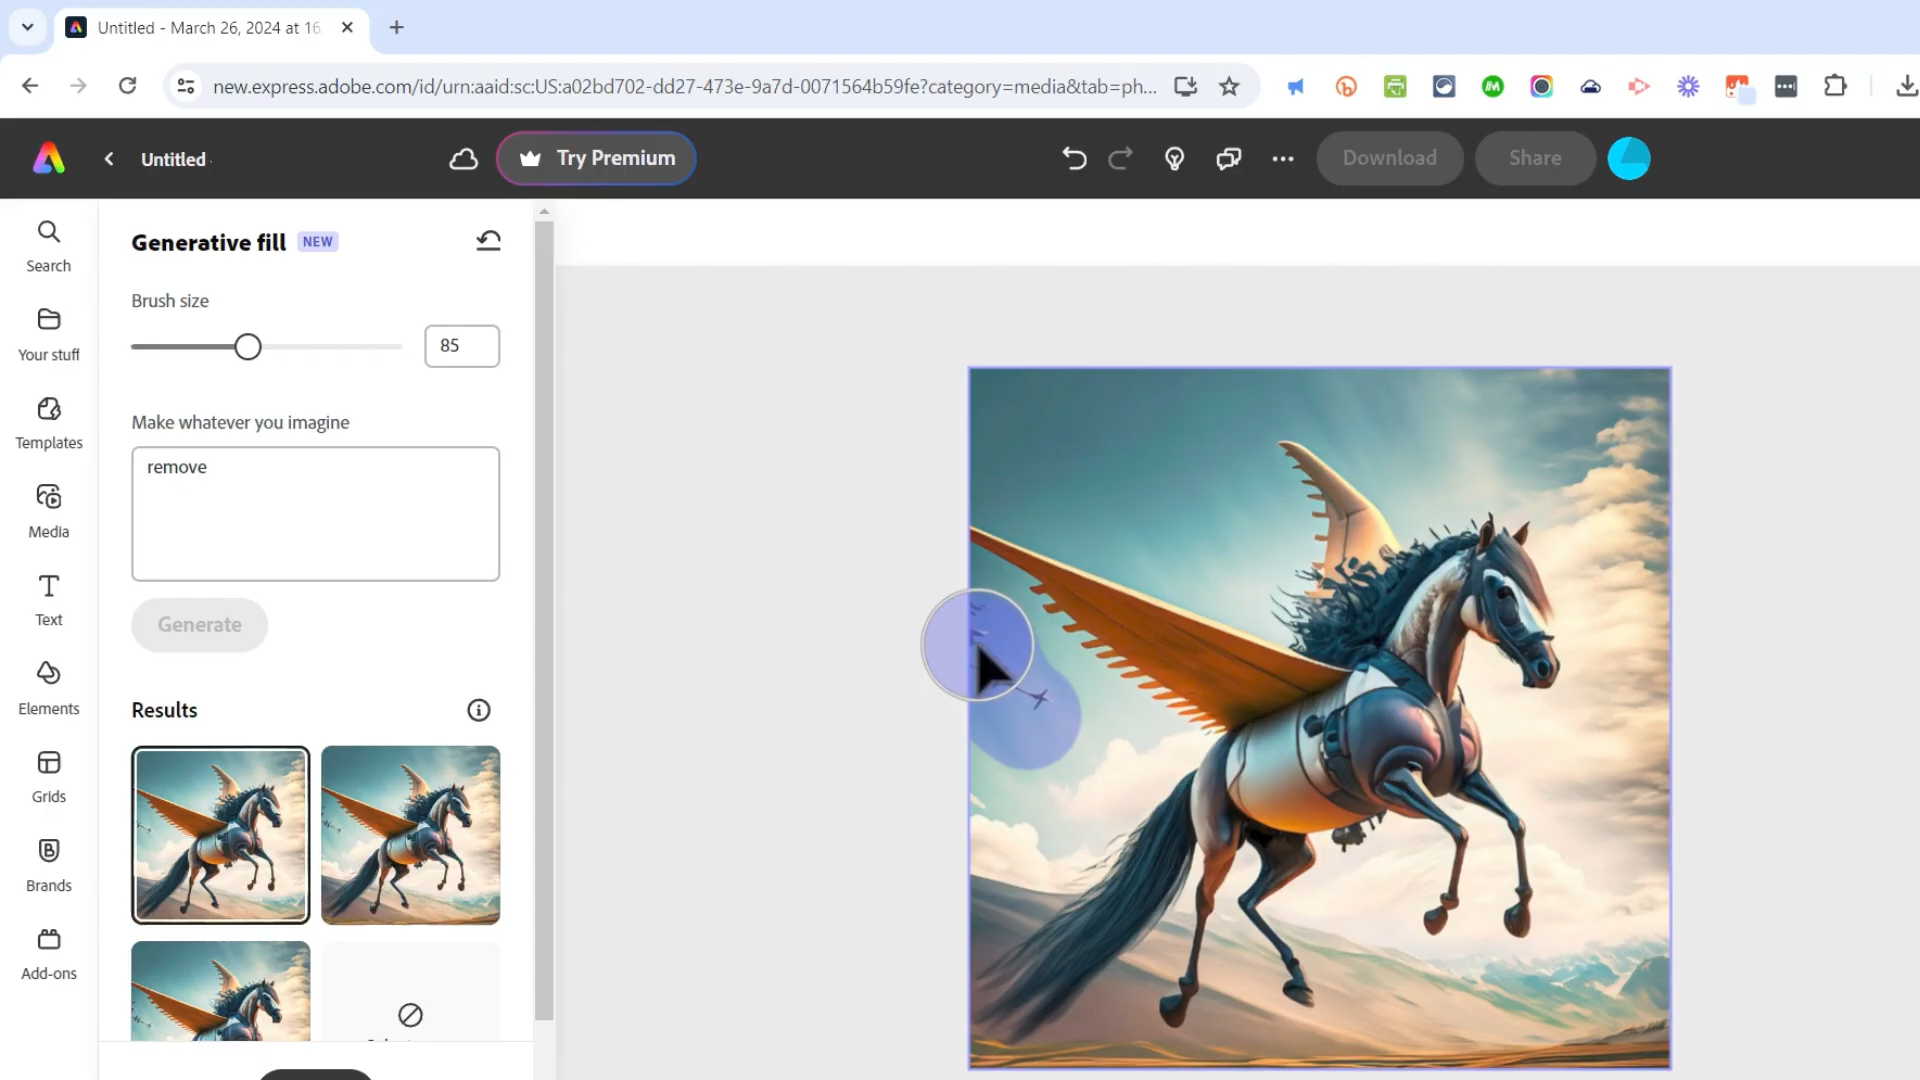 Untitled - March 26, 2024 at 16
new.express.adobe.com/id/urn:aaid:sc:US:a02bd702-dd27-473e-9a7d-0071564b59fe?category=media&tab=ph...
Untitled
Try Premium
Download
Share
Search
Your stuff
Templates
Media
Text
Elements
Grids
Brands
Add-ons
Generative fill NEW
Brush size
85
Make whatever you imagine
remove
Generate
Results